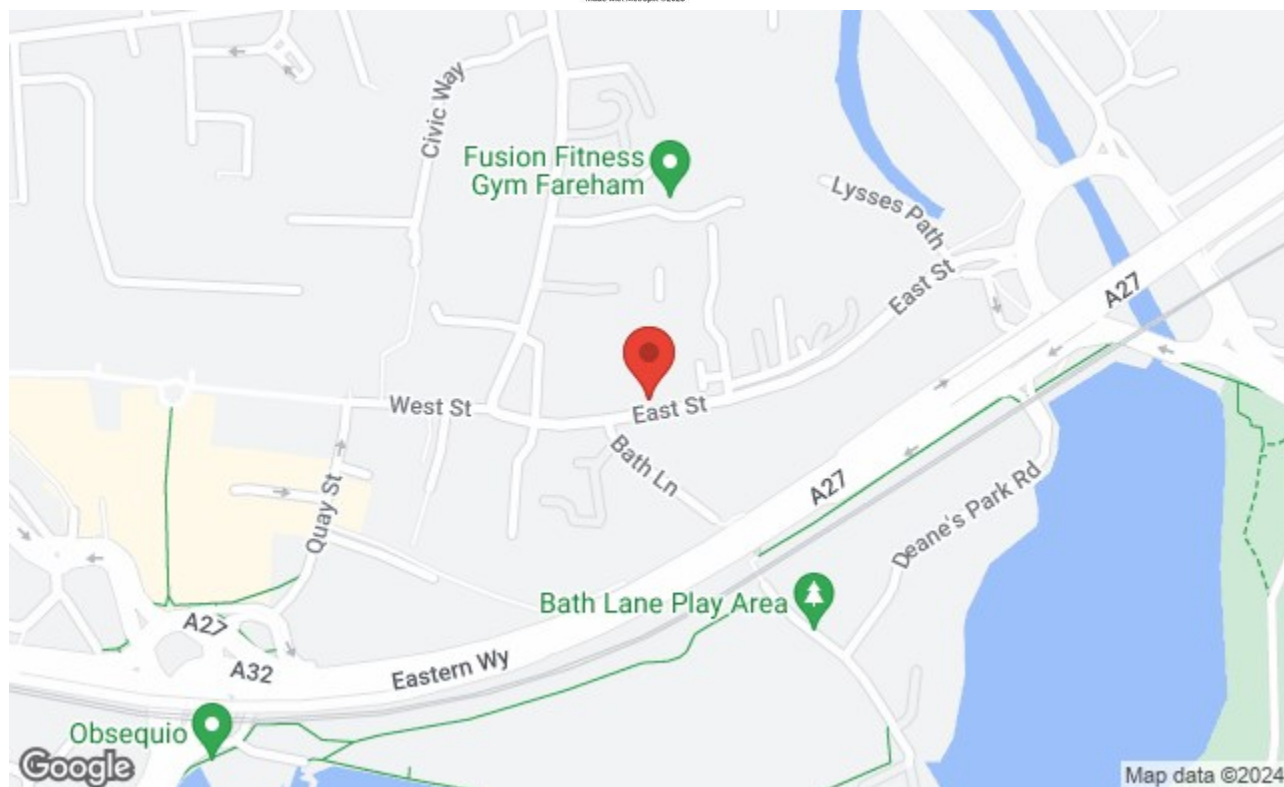 Civic Way
Fusion Fitness
Gym Fareham
Lysses Path
East St
A27
West St
East St
Bath Ln
Quay St
A27
Deane's Park Rd
Bath Lane Play Area
A27
A32
Eastern Wy
Obsequio
Google
Map data ©2024